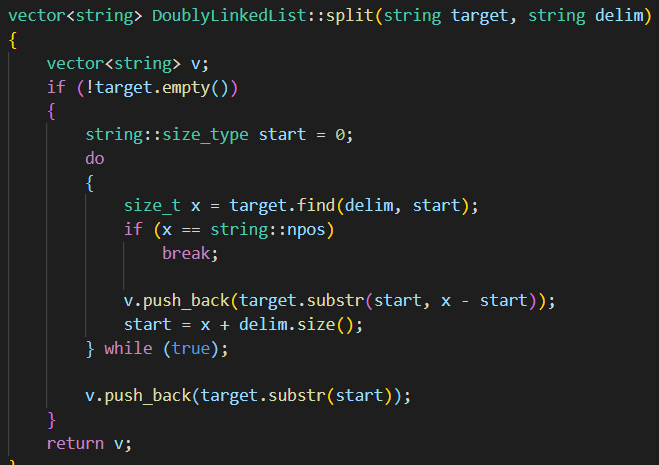 vector<string> DoublyLinkedList::split(string target, string delim)
{
    vector<string> v;
    if (!target.empty())
    {
        string::size_type start = 0;
        do
        {
            size_t x = target.find(delim, start);
            if (x == string::npos)
                break;

            v.push_back(target.substr(start, x - start));
            start = x + delim.size();
        } while (true);

        v.push_back(target.substr(start));
    }
    return v;
}